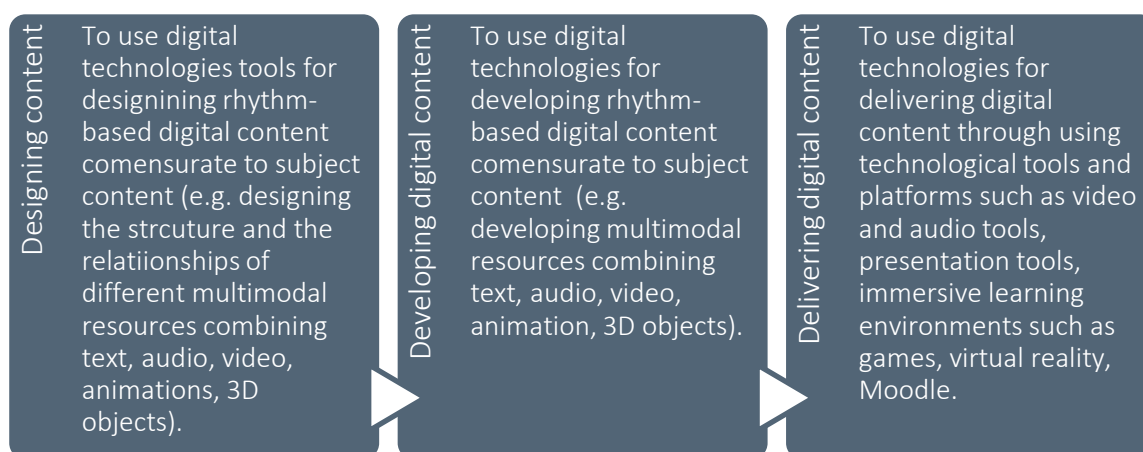 Designing content
To use digital
technologies tools for
designining rhythm-
based digital content
comensurate to subject
content (e.g. designing
the strcuture and the
relatiionships of
different multimodal
resources combining
text, audio, video,
animations, 3D
objects).
Developing digital content
To use digital
technologies for
developing rhythm-
based digital content
comensurate to subject
content (e.g.
developing multimodal
resources combining
text, audio, video,
animation, 3D objects).
Delivering digital content
To use digital
technologies for
delivering digital
content through using
technological tools and
platforms such as video
and audio tools,
presentation tools,
immersive learning
environments such as
games, virtual reality,
Moodle.